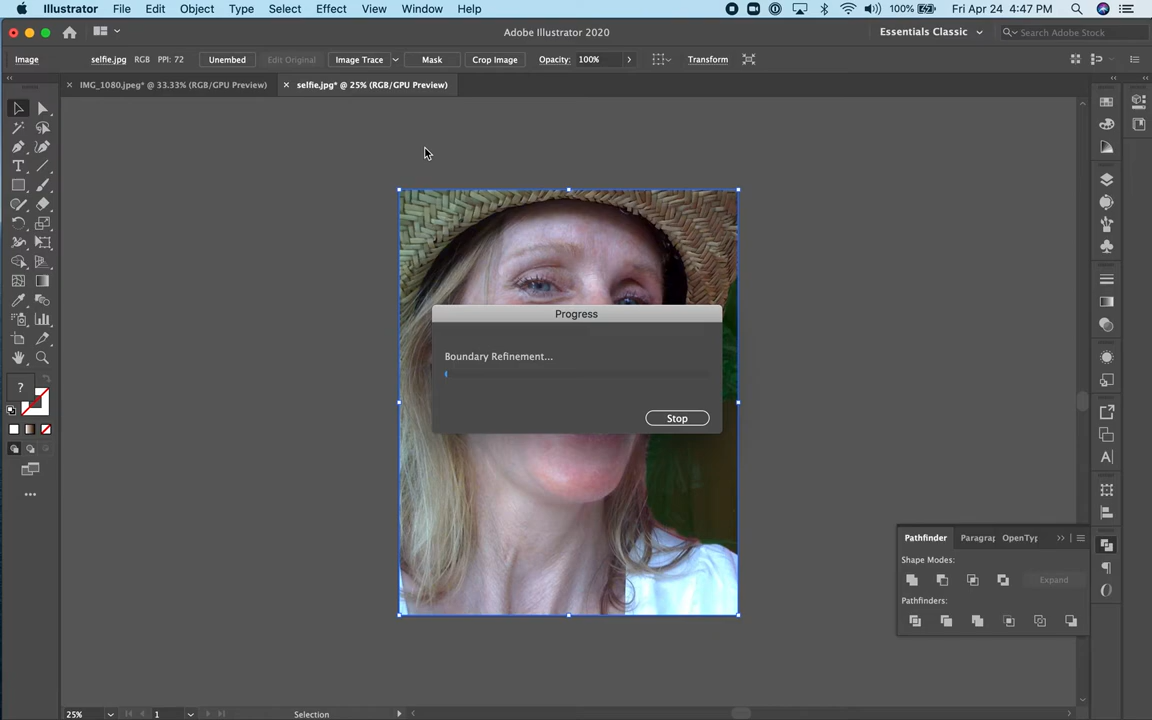 Illustrator File Edit Object Type Select Effect View Window Help 100% Fri Apr 24 4:47 PM
Adobe Illustrator 2020 Essentials Classic Search Adobe Stock
Image selfie.jpg RGB PPI: 72 Unembed Edit Original Image Trace Mask Crop Image Opacity: 100% Transform
IMG_1080.jpeg* @ 33.33% (RGB/GPU Preview) selfie.jpg* @ 25% (RGB/GPU Preview)
Progress
Boundary Refinement...
Stop
Pathfinder Paragrap OpenTyp
Shape Modes:
Expand
Pathfinders:
25% 1 Selection